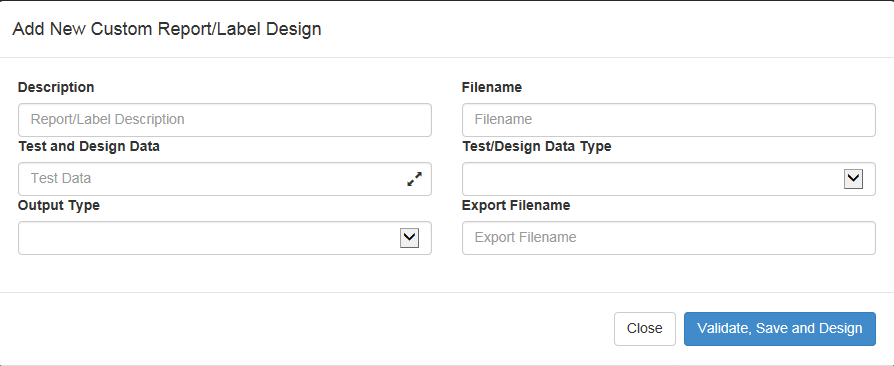 Add New Custom Report/Label Design
Description
Filename
Report/Label Description
Filename
Test and Design Data
Test/Design Data Type
Test Data
Output Type
Export Filename
Export Filename
Close
Validate, Save and Design